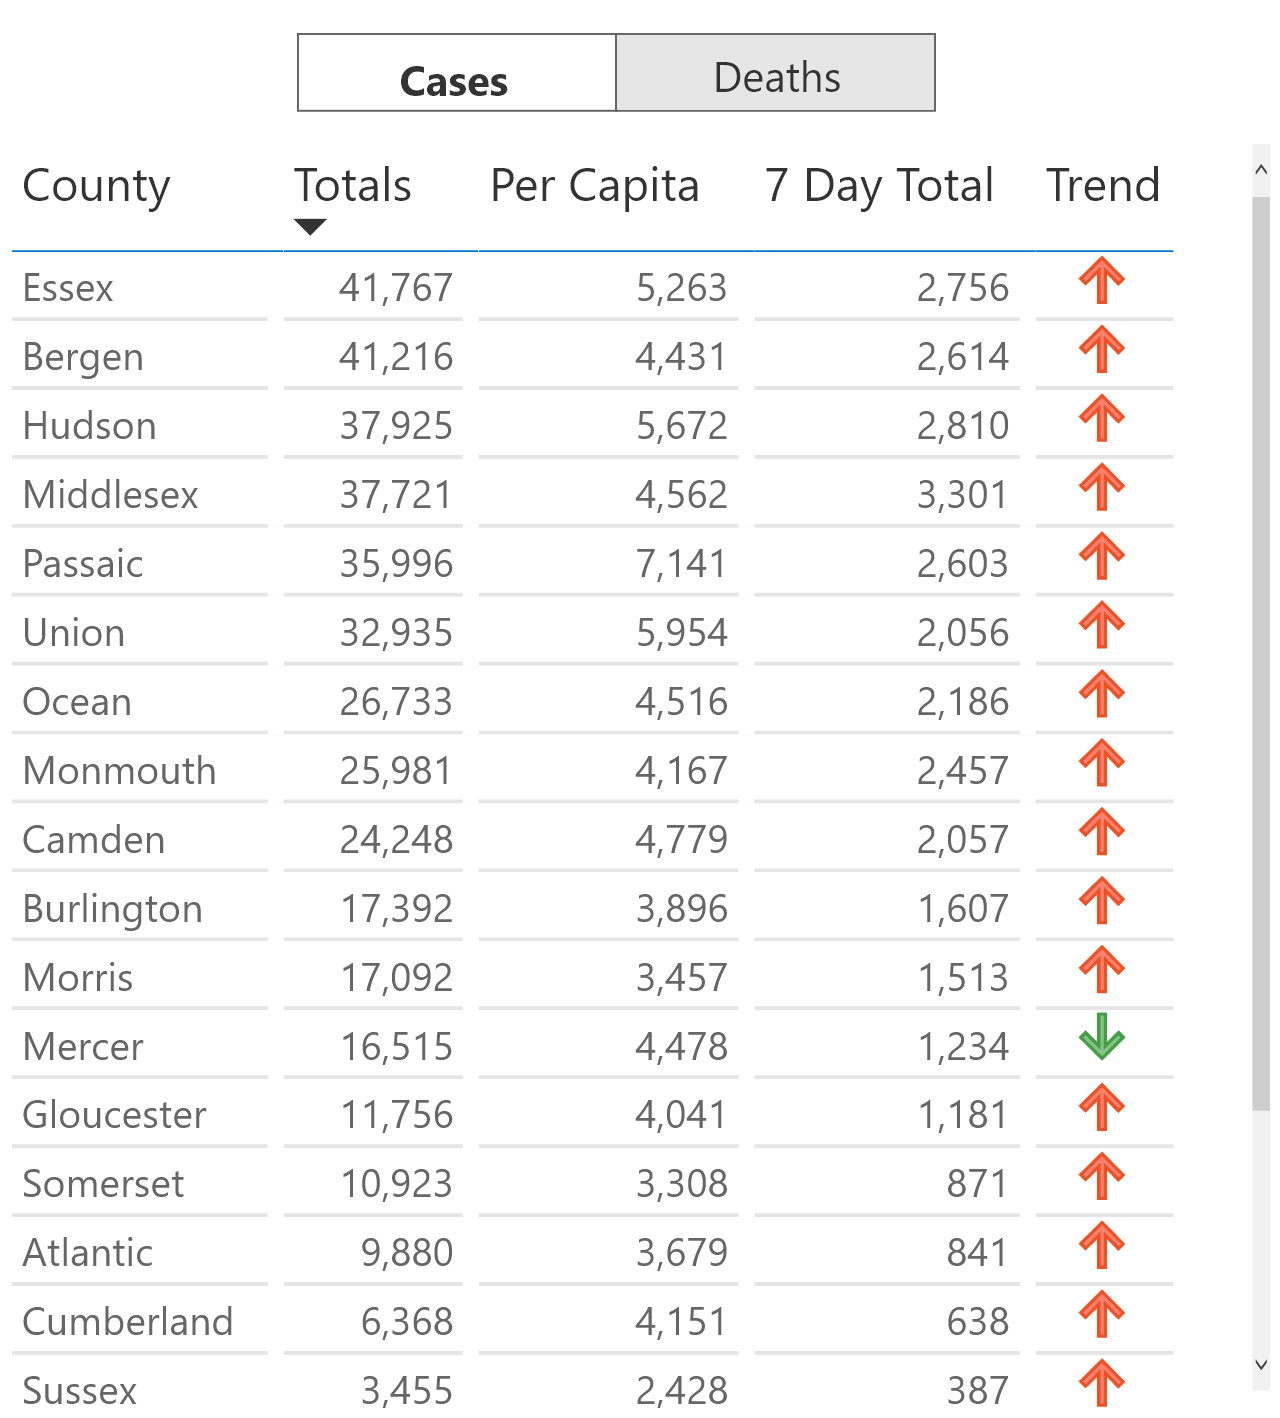 Cases Deaths
County Totals Per Capita 7 Day Total Trend
Essex 41,767 5,263 2,756
Bergen 41,216 4,431 2,614
Hudson 37,925 5,672 2,810
Middlesex 37,721 4,562 3,301
Passaic 35,996 7,141 2,603
Union 32,935 5,954 2,056
Ocean 26,733 4,516 2,186
Monmouth 25,981 4,167 2,457
Camden 24,248 4,779 2,057
Burlington 17,392 3,896 1,607
Morris 17,092 3,457 1,513
Mercer 16,515 4,478 1,234
Gloucester 11,756 4,041 1,181
Somerset 10,923 3,308 871
Atlantic 9,880 3,679 841
Cumberland 6,368 4,151 638
Sussex 3,455 2,428 387